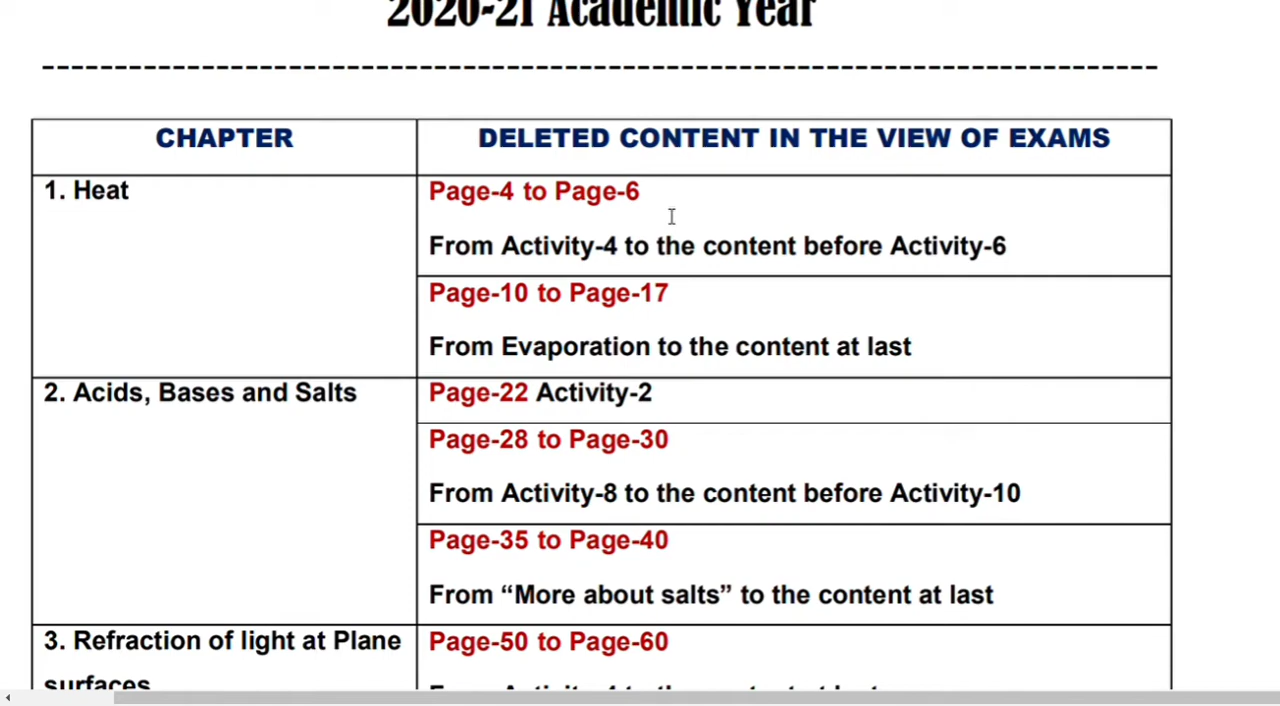 2020-21 Academic Year
--------------------------------------------------------------------------------
CHAPTER
DELETED CONTENT IN THE VIEW OF EXAMS
1. Heat
Page-4 to Page-6
From Activity-4 to the content before Activity-6
Page-10 to Page-17
From Evaporation to the content at last
2. Acids, Bases and Salts
Page-22 Activity-2
Page-28 to Page-30
From Activity-8 to the content before Activity-10
Page-35 to Page-40
From “More about salts” to the content at last
3. Refraction of light at Plane
surfaces
Page-50 to Page-60